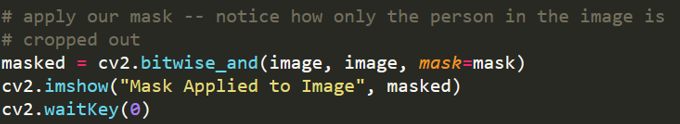 # apply our mask -- notice how only the person in the image is
# cropped out
masked = cv2.bitwise_and(image, image, mask=mask)
cv2.imshow("Mask Applied to Image", masked)
cv2.waitKey(0)